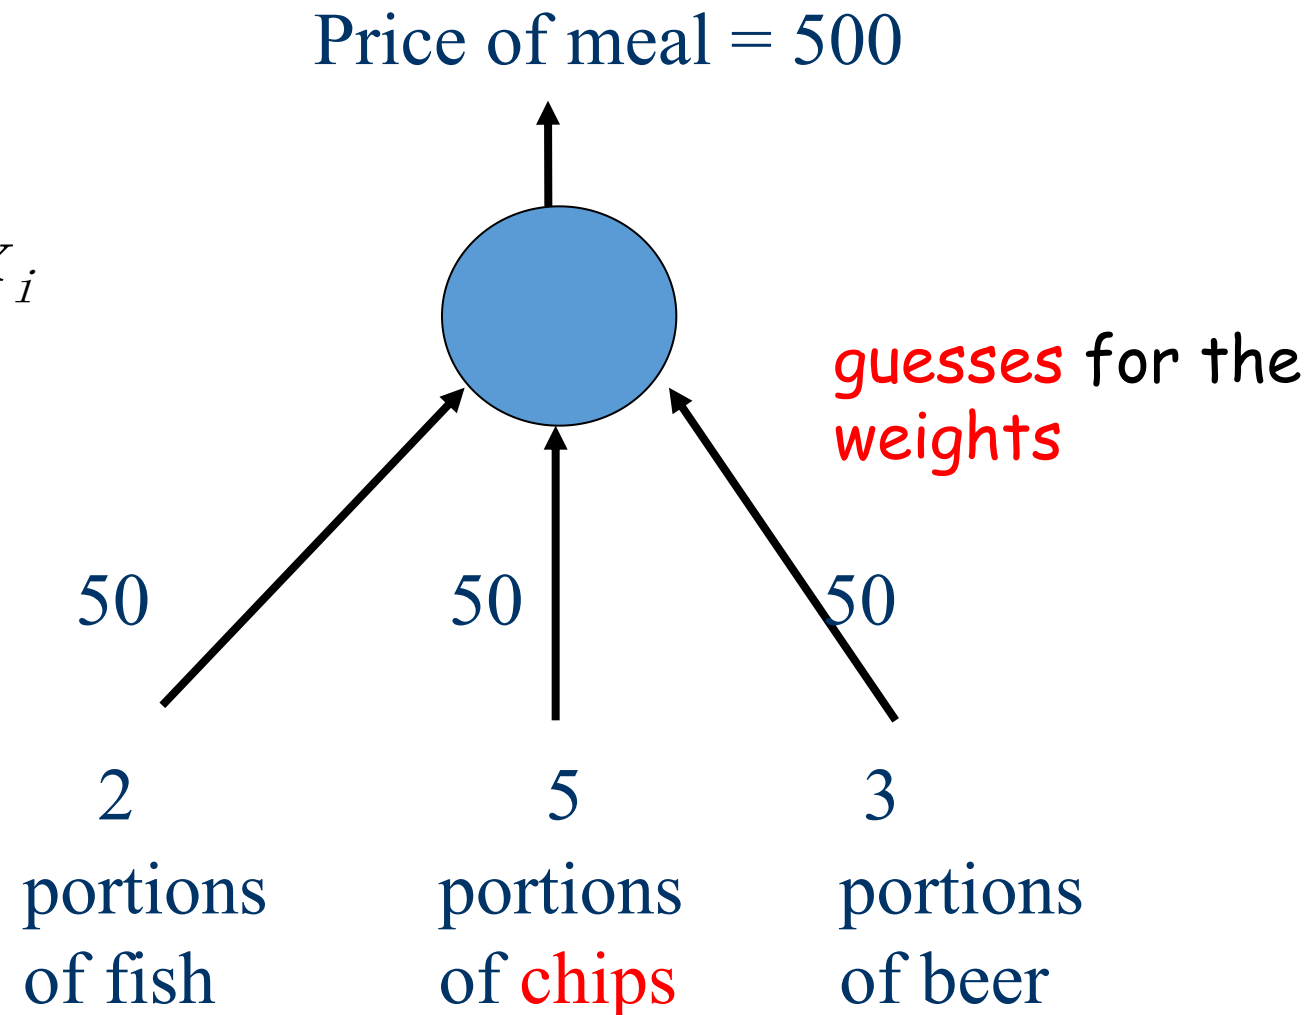 Price of meal = 500
i
guesses for the
weights
50 50 50
2 5 3
portions portions portions
of fish of chips of beer